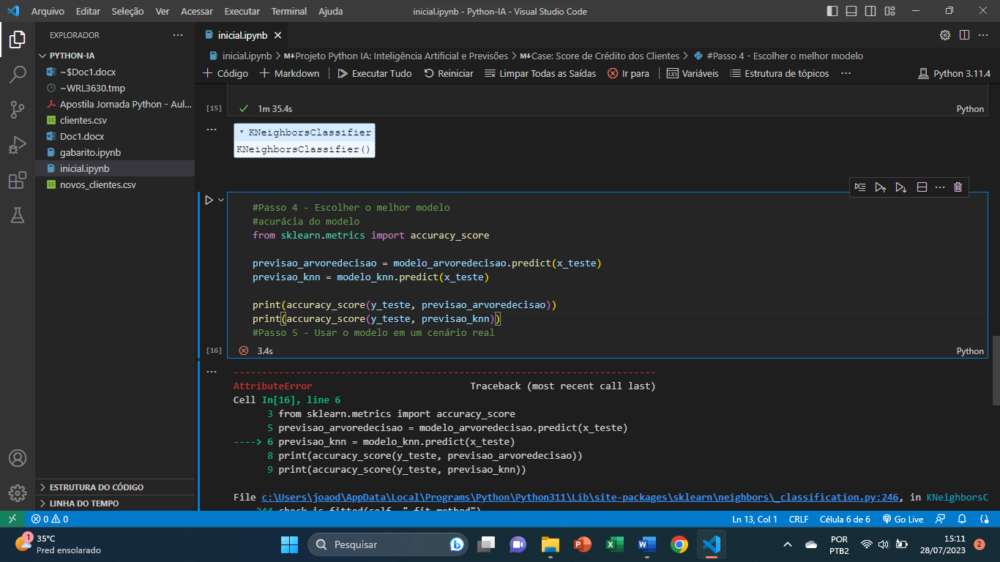 Arquivo Editar Seleção Ver Acessar Executar Terminal Ajuda
inicial.ipynb - Python-IA - Visual Studio Code
EXPLORADOR
PYTHON-IA
~$Doc1.docx
~WRL3630.tmp
Apostila Jornada Python - Aul...
clientes.csv
Doc1.docx
gabarito.ipynb
inicial.ipynb
novos_clientes.csv
ESTRUTURA DO CÓDIGO
LINHA DO TEMPO
inicial.ipynb
inicial.ipynb > Projeto Python IA: Inteligência Artificial e Previsões > Case: Score de Crédito dos Clientes > #Passo 4 - Escolher o melhor modelo
+ Código + Markdown Executar Tudo Reiniciar Limpar Todas as Saídas Ir para Variáveis Estrutura de tópicos ... Python 3.11.4
[15] 1m 35.4s Python
KNeighborsClassifier
KNeighborsClassifier()
#Passo 4 - Escolher o melhor modelo
#acurácia do modelo
from sklearn.metrics import accuracy_score
previsao_arvoredecisao = modelo_arvoredecisao.predict(x_teste)
previsao_knn = modelo_knn.predict(x_teste)
print(accuracy_score(y_teste, previsao_arvoredecisao))
print(accuracy_score(y_teste, previsao_knn))
#Passo 5 - Usar o modelo em um cenário real
[16] 3.4s Python
---------------------------------------------------------------------------
AttributeError Traceback (most recent call last)
Cell In[16], line 6
3 from sklearn.metrics import accuracy_score
5 previsao_arvoredecisao = modelo_arvoredecisao.predict(x_teste)
----> 6 previsao_knn = modelo_knn.predict(x_teste)
8 print(accuracy_score(y_teste, previsao_arvoredecisao))
9 print(accuracy_score(y_teste, previsao_knn))
File c:\Users\joaod\AppData\Local\Programs\Python\Python311\Lib\site-packages\sklearn\neighbors\_classification.py:246, in KNeighborsC
244 check_is_fitted(self, "_fit_method")
0 0 Ln 13, Col 1 CRLF Célula 6 de 6 Go Live
1 35°C
Pred ensolarado
Pesquisar
POR
PTB2
15:11
28/07/2023
2